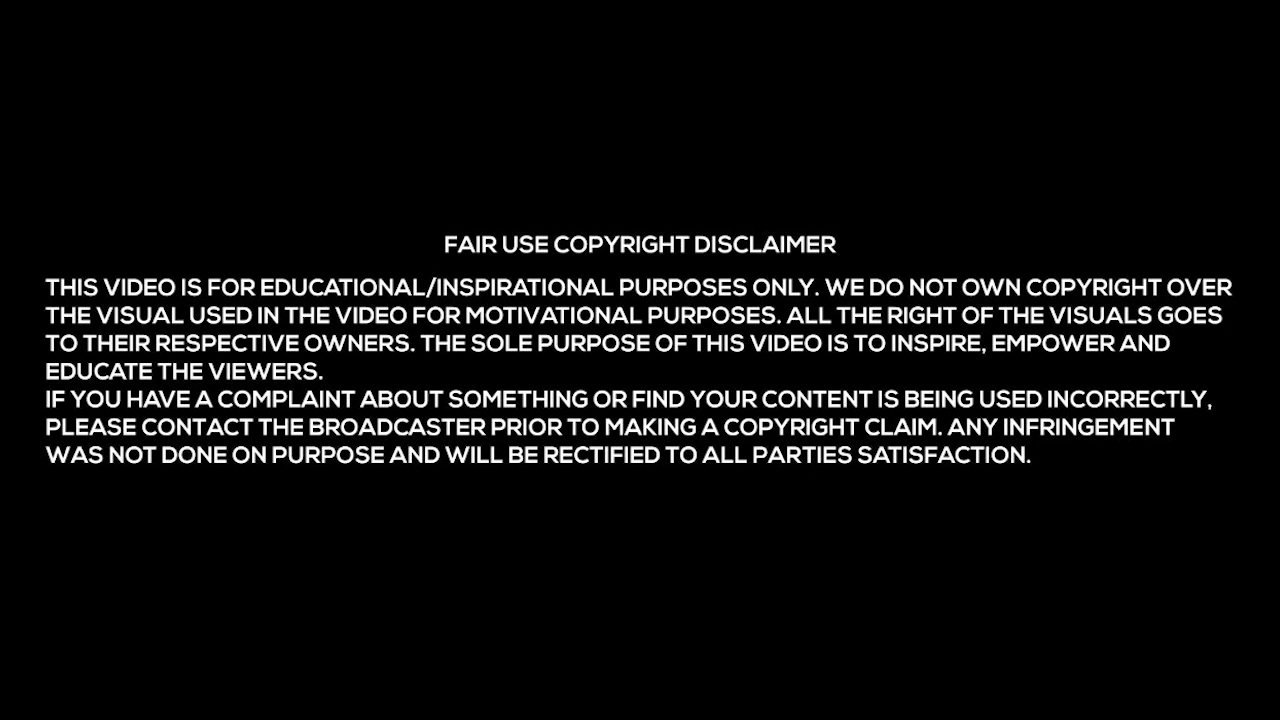 FAIR USE COPYRIGHT DISCLAIMER
THIS VIDEO IS FOR EDUCATIONAL/INSPIRATIONAL PURPOSES ONLY. WE DO NOT OWN COPYRIGHT OVER
THE VISUAL USED IN THE VIDEO FOR MOTIVATIONAL PURPOSES. ALL THE RIGHT OF THE VISUALS GOES
TO THEIR RESPECTIVE OWNERS. THE SOLE PURPOSE OF THIS VIDEO IS TO INSPIRE, EMPOWER AND
EDUCATE THE VIEWERS.
IF YOU HAVE A COMPLAINT ABOUT SOMETHING OR FIND YOUR CONTENT IS BEING USED INCORRECTLY,
PLEASE CONTACT THE BROADCASTER PRIOR TO MAKING A COPYRIGHT CLAIM. ANY INFRINGEMENT
WAS NOT DONE ON PURPOSE AND WILL BE RECTIFIED TO ALL PARTIES SATISFACTION.